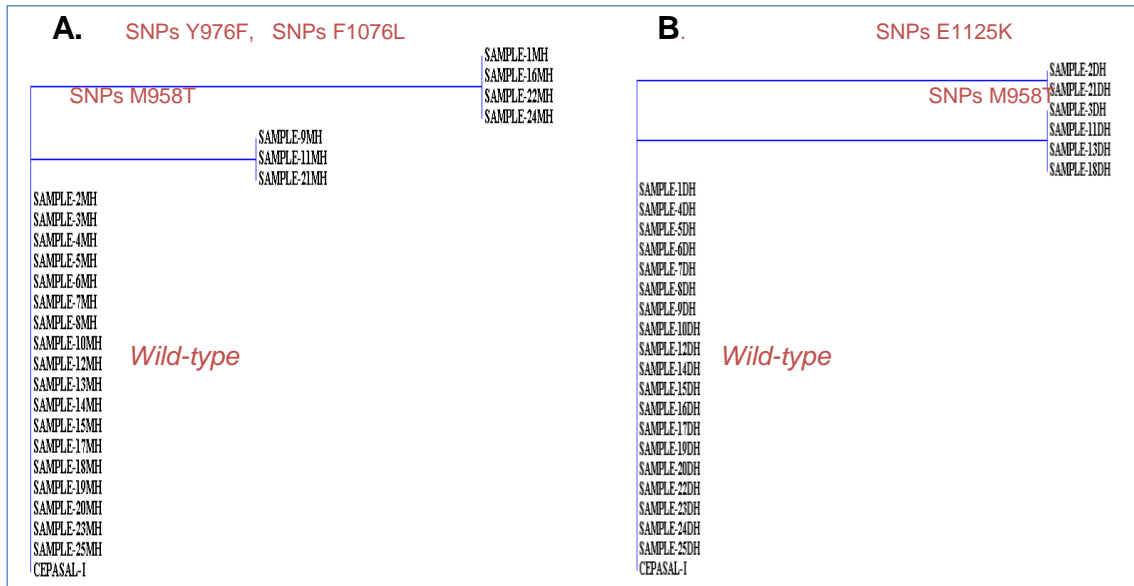 A. SNPs Y976F, SNPs F1076L
SAMPLE-1MH
SAMPLE-16MH
SNPs M958T
SAMPLE-22MH
SAMPLE-24MH
SAMPLE-9MH
SAMPLE-11MH
SAMPLE-21MH
SAMPLE-2MH
SAMPLE-3MH
SAMPLE-4MH
SAMPLE-5MH
SAMPLE-6MH
SAMPLE-7MH
SAMPLE-8MH
SAMPLE-10MH
Wild-type
SAMPLE-12MH
SAMPLE-13MH
SAMPLE-14MH
SAMPLE-15MH
SAMPLE-17MH
SAMPLE-18MH
SAMPLE-19MH
SAMPLE-20MH
SAMPLE-23MH
SAMPLE-25MH
CEPASAL-I
B. SNPs E1125K
SAMPLE-2DH
SAMPLE-21DH
SNPs M958T
SAMPLE-3DH
SAMPLE-11DH
SAMPLE-13DH
SAMPLE-18DH
SAMPLE-1DH
SAMPLE-4DH
SAMPLE-5DH
SAMPLE-6DH
SAMPLE-7DH
SAMPLE-8DH
SAMPLE-9DH
SAMPLE-10DH
SAMPLE-12DH
Wild-type
SAMPLE-14DH
SAMPLE-15DH
SAMPLE-16DH
SAMPLE-17DH
SAMPLE-19DH
SAMPLE-20DH
SAMPLE-22DH
SAMPLE-23DH
SAMPLE-24DH
SAMPLE-25DH
CEPASAL-I